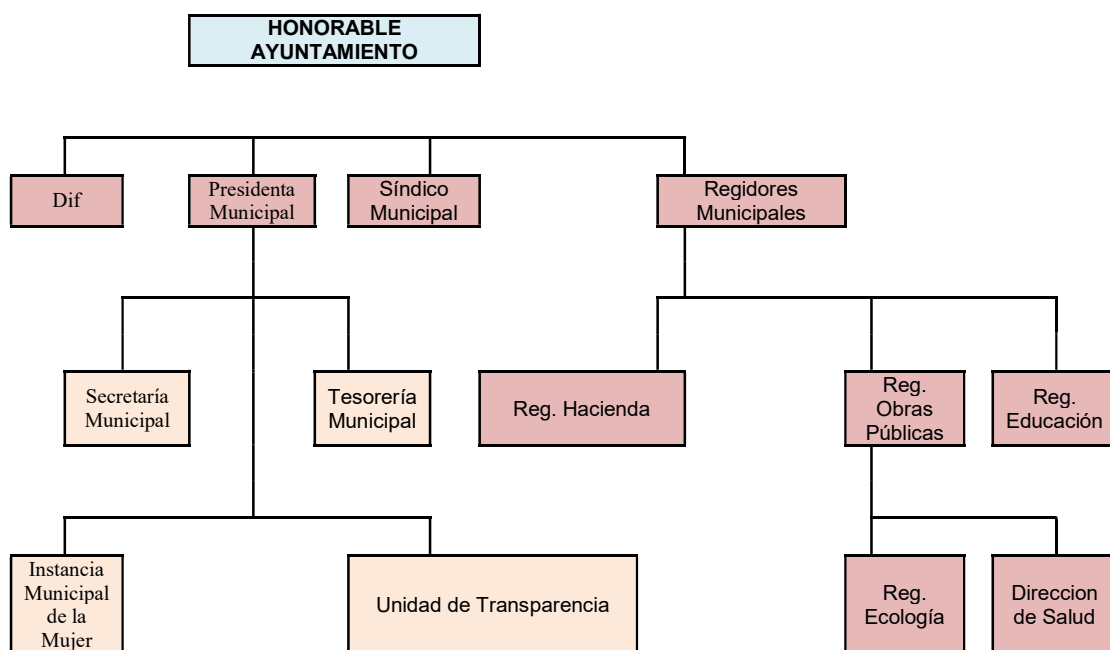 HONORABLE
AYUNTAMIENTO
Dif
Presidenta
Municipal
Síndico
Municipal
Regidores
Municipales
Secretaría
Municipal
Tesorería
Municipal
Reg. Hacienda
Reg.
Obras
Públicas
Reg.
Educación
Instancia
Municipal
de la
Mujer
Unidad de Transparencia
Reg.
Ecología
Direccion
de Salud